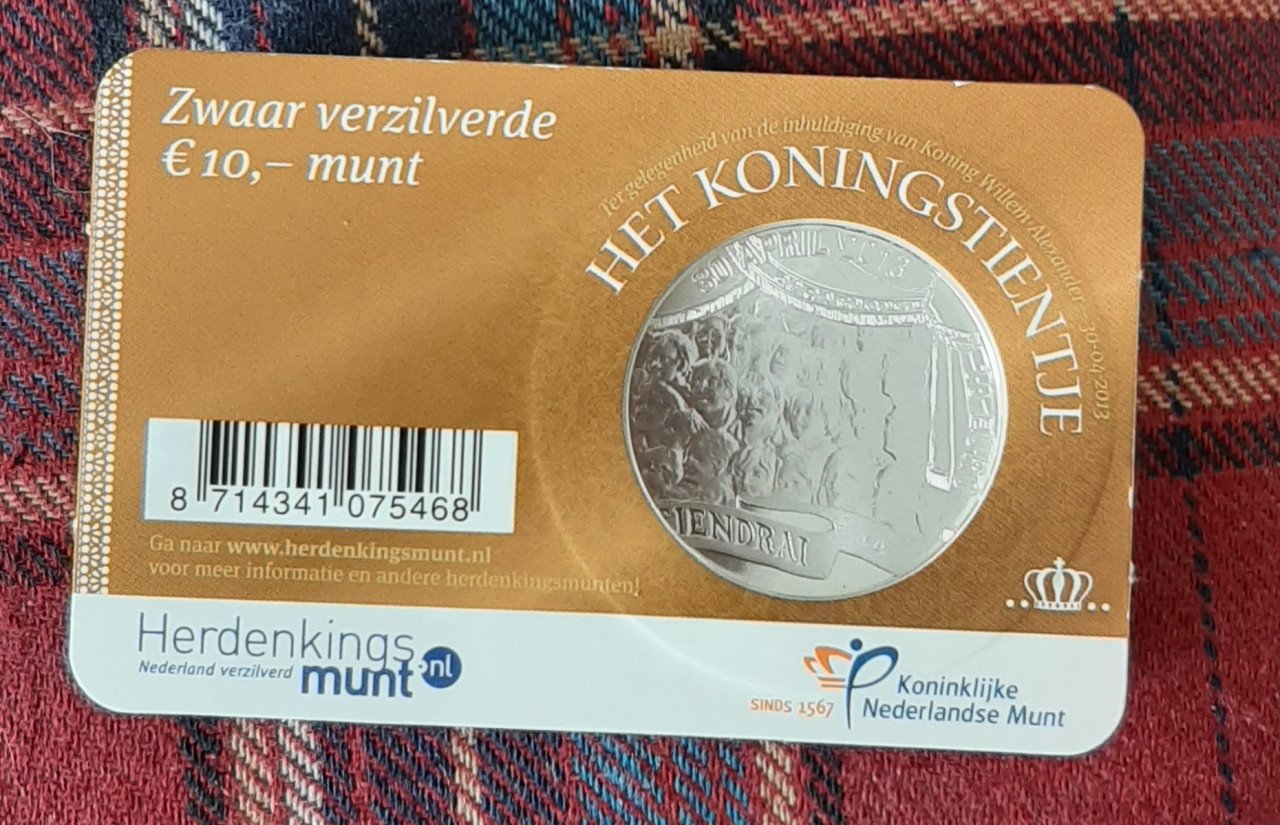 Zwaar verzilverde
€ 10,– munt
Ter gelegenheid van de inhuldiging van Koning Willem-Alexander - 30-04-2013
HET KONINGSTIENTJE
8 714341 075468
Ga naar www.herdenkingsmunt.nl
voor meer informatie en andere herdenkingsmunten!
Herdenkings
Nederland verzilverd
munt.nl
SINDS 1567
Koninklijke
Nederlandse Munt